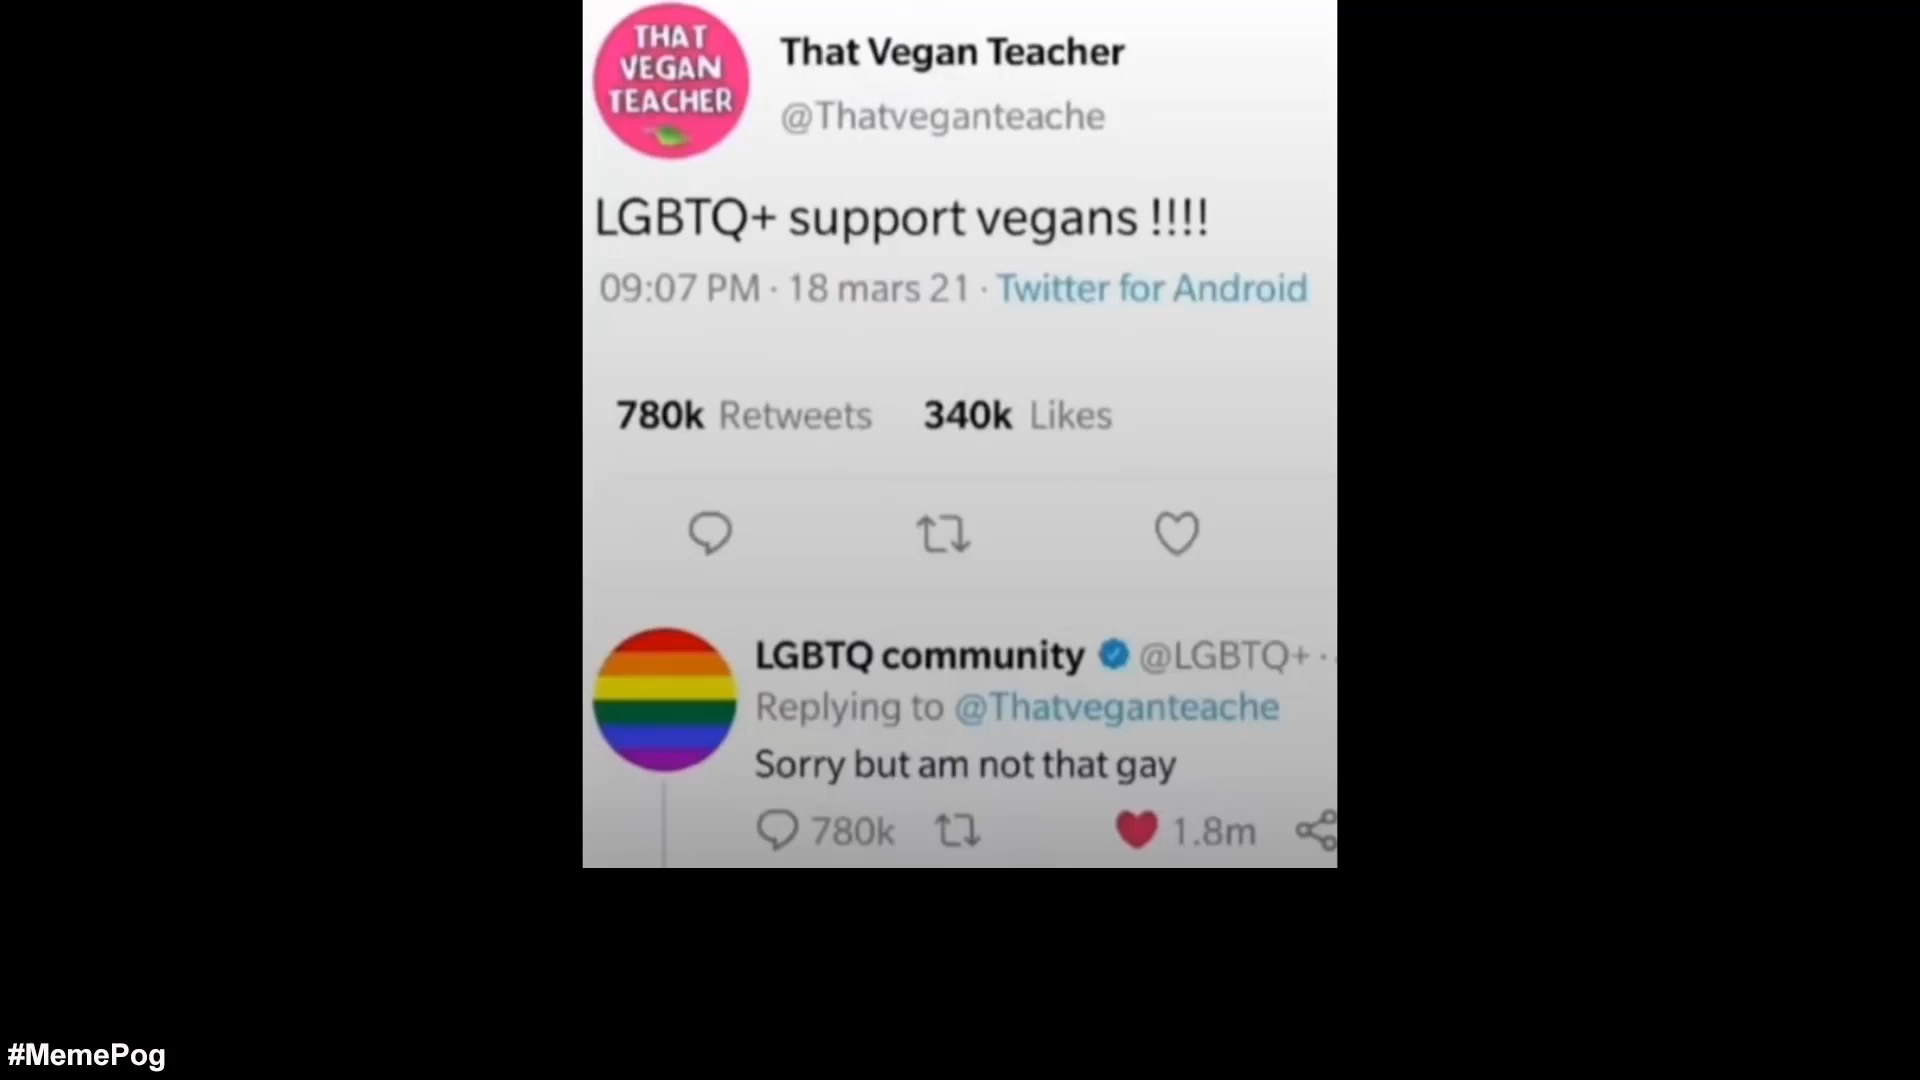 THAT
VEGAN
TEACHER
That Vegan Teacher
@Thatveganteache
LGBTQ+ support vegans !!!!
09:07 PM · 18 mars 21 · Twitter for Android
780k Retweets 340k Likes
LGBTQ community @LGBTQ+ ·
Replying to @Thatveganteache
Sorry but am not that gay
780k 1.8m
#MemePog